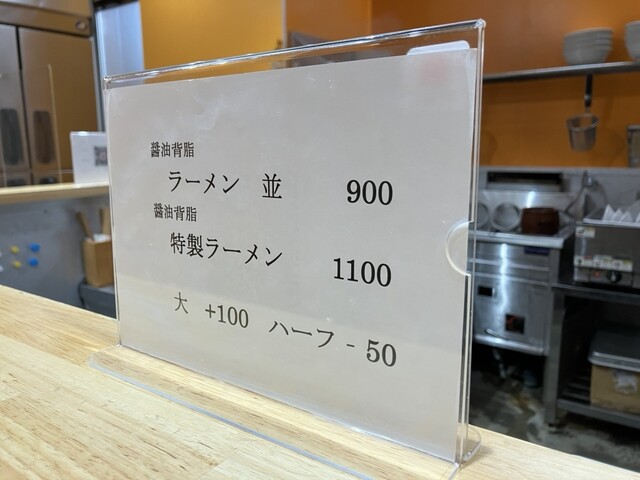 醤油背脂
ラーメン 並 900
醤油背脂
特製ラーメン 1100
大 +100 ハーフ - 50